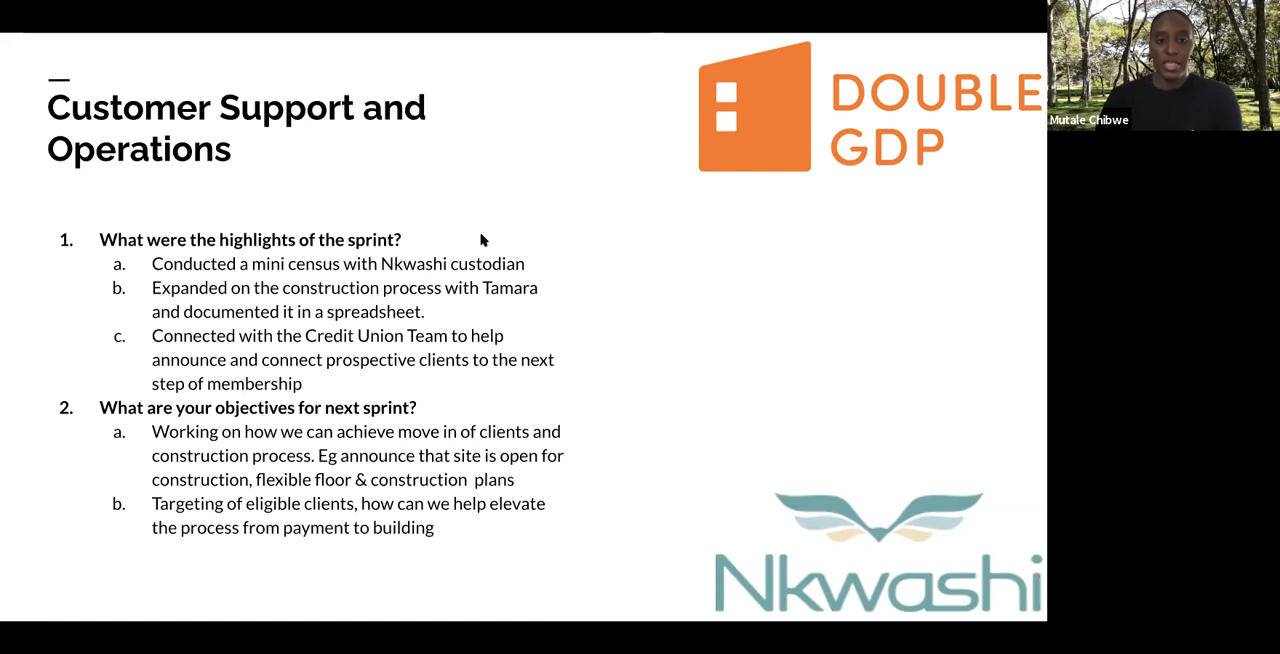 Customer Support and
Operations
DOUBLE
GDP
Mutale Chibwe
1. What were the highlights of the sprint?
a. Conducted a mini census with Nkwashi custodian
b. Expanded on the construction process with Tamara
and documented it in a spreadsheet.
c. Connected with the Credit Union Team to help
announce and connect prospective clients to the next
step of membership
2. What are your objectives for next sprint?
a. Working on how we can achieve move in of clients and
construction process. Eg announce that site is open for
construction, flexible floor & construction plans
b. Targeting of eligible clients, how can we help elevate
the process from payment to building
Nkwashi